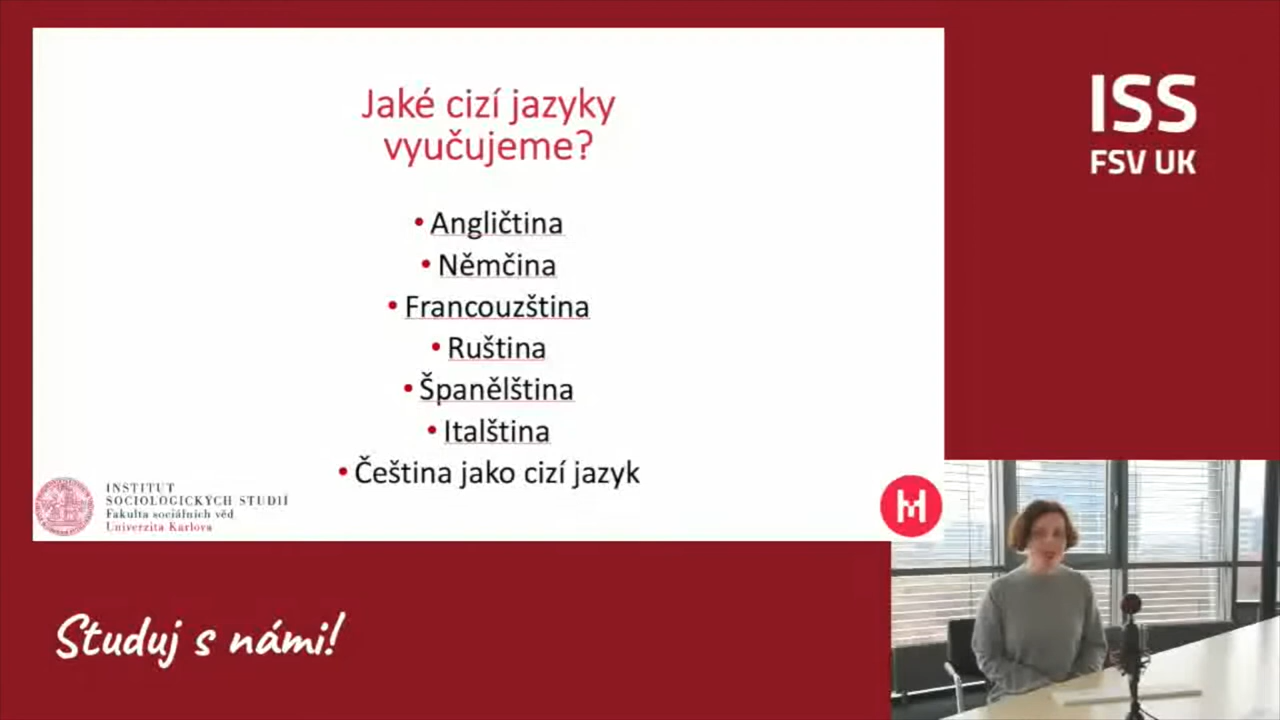 Jaké cizí jazyky
vyučujeme?
• Angličtina
• Němčina
• Francouzština
• Ruština
• Španělština
• Italština
• Čeština jako cizí jazyk
INSTITUT
SOCIOLOGICKÝCH STUDIÍ
Fakulta sociálních věd
Univerzita Karlova
ISS
FSV UK
M
Studuj s námi!